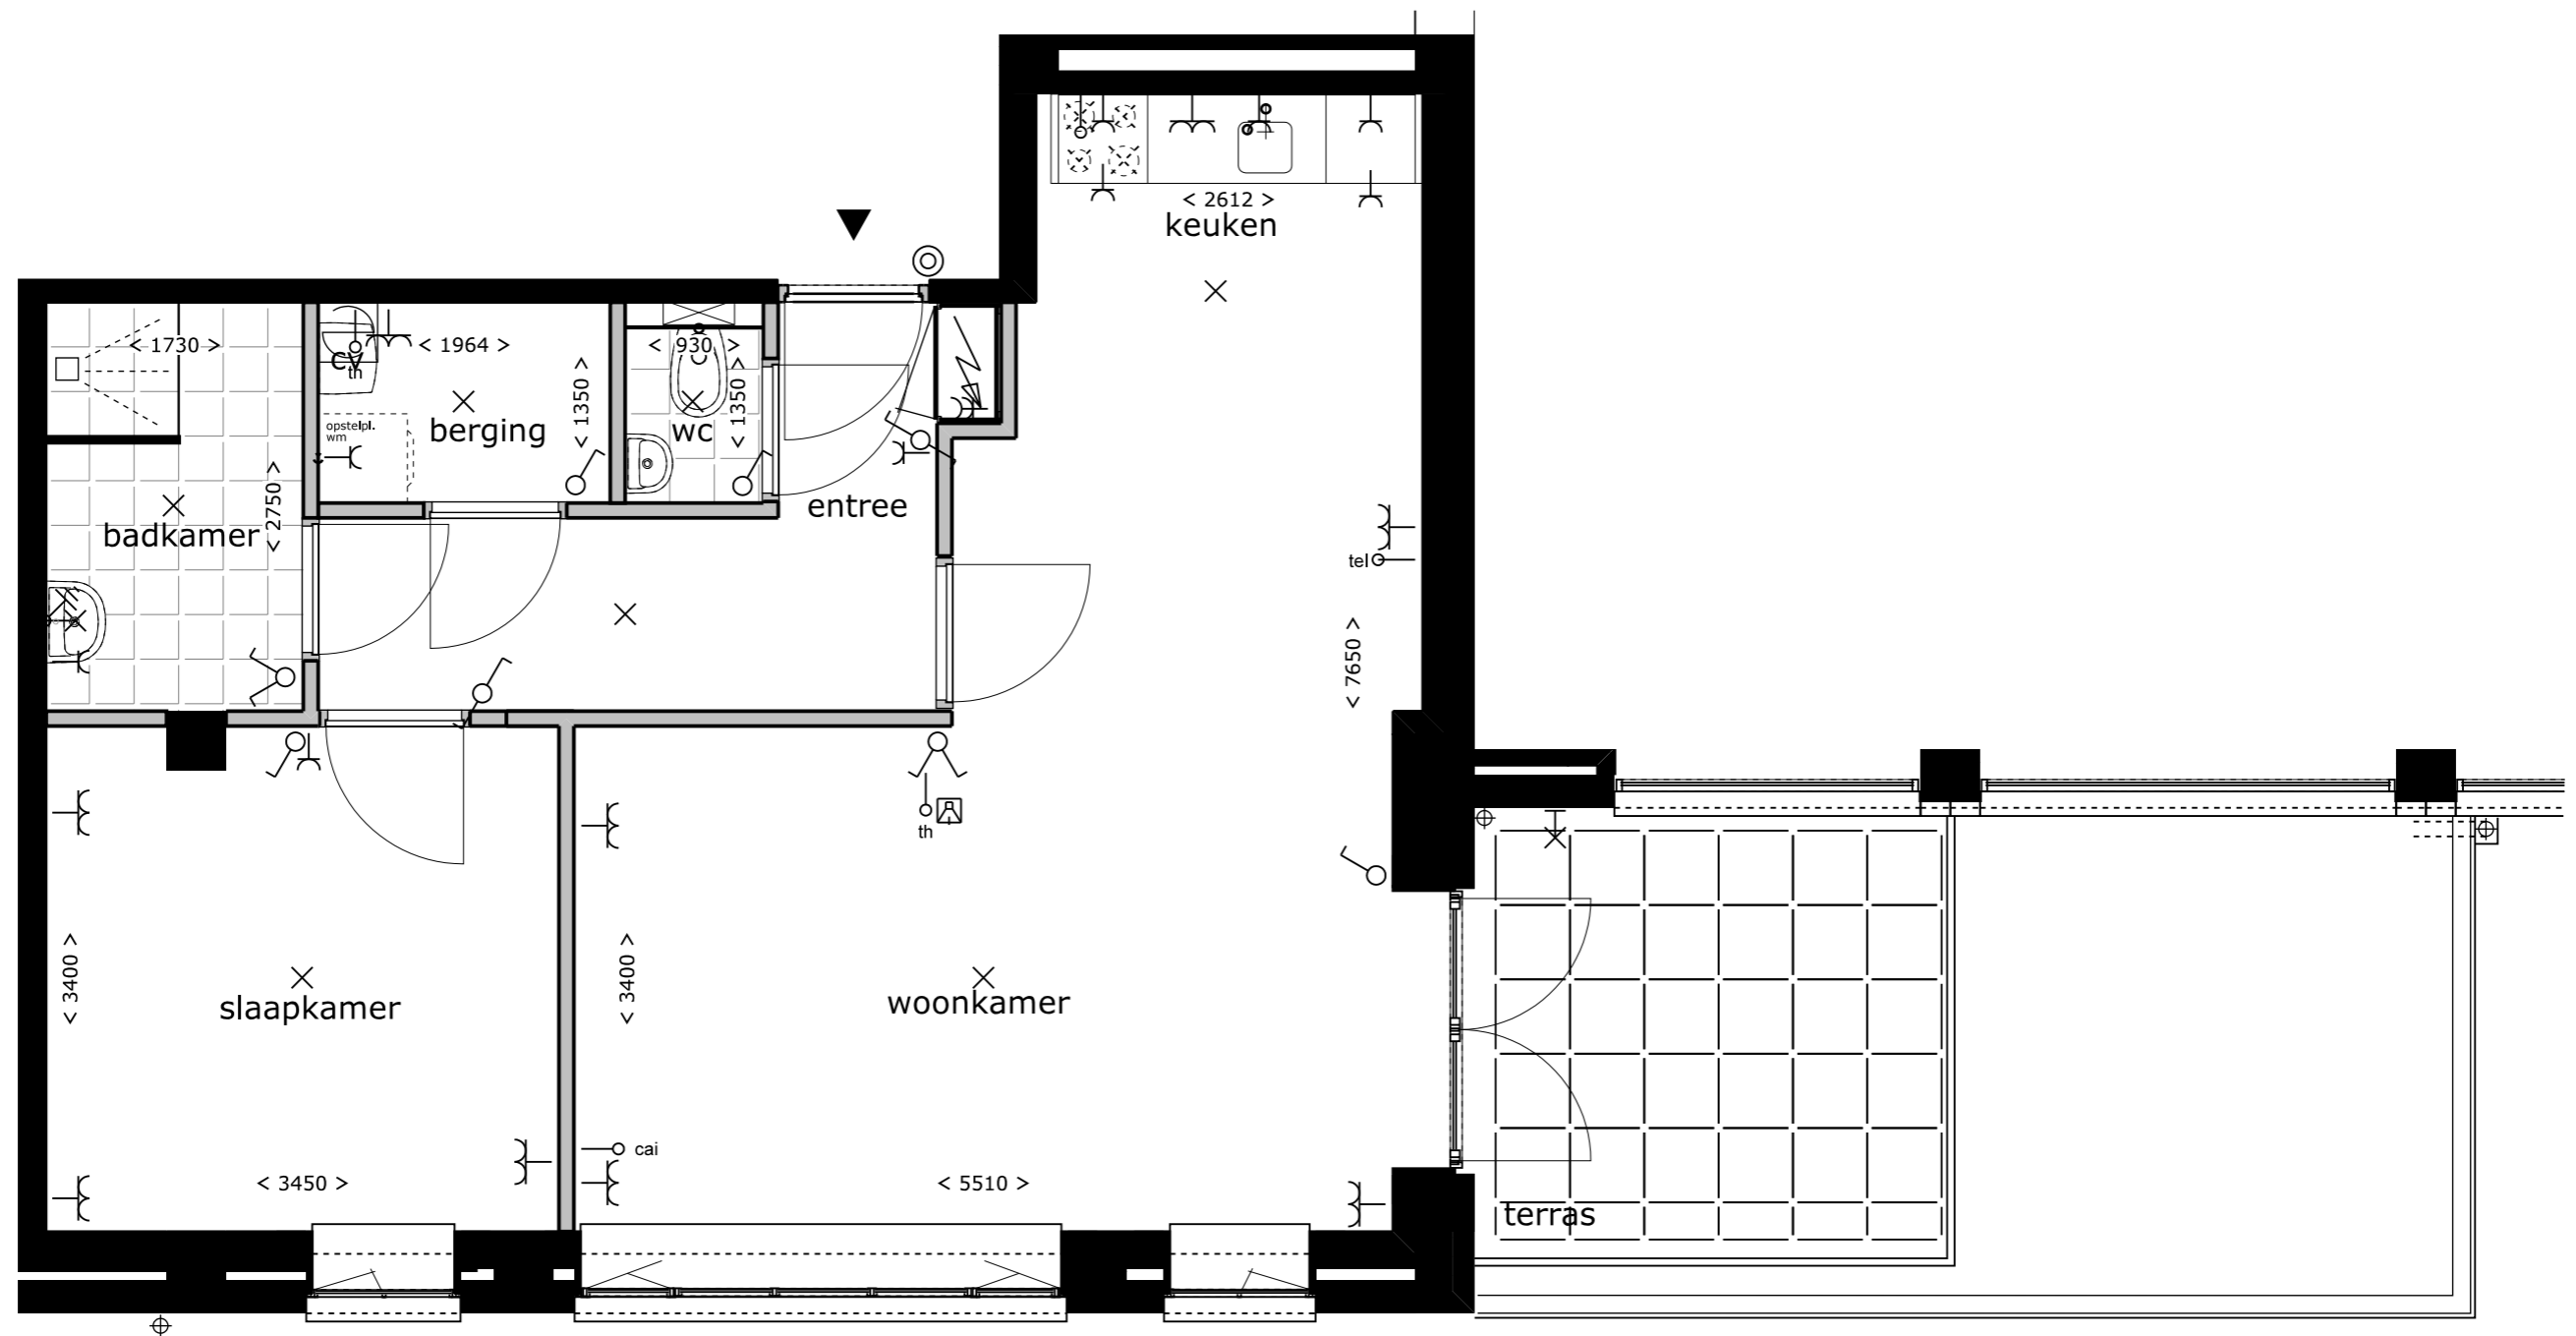 < 2612 >
keuken
< 1730 >
cv
th
< 1964 >
< 1350 >
< 930 >
< 1350 >
opstelpl.
wm
berging
wc
< 2750 >
badkamer
entree
tel
< 7650 >
th
< 3400 >
slaapkamer
< 3400 >
woonkamer
cai
< 3450 >
< 5510 >
terras